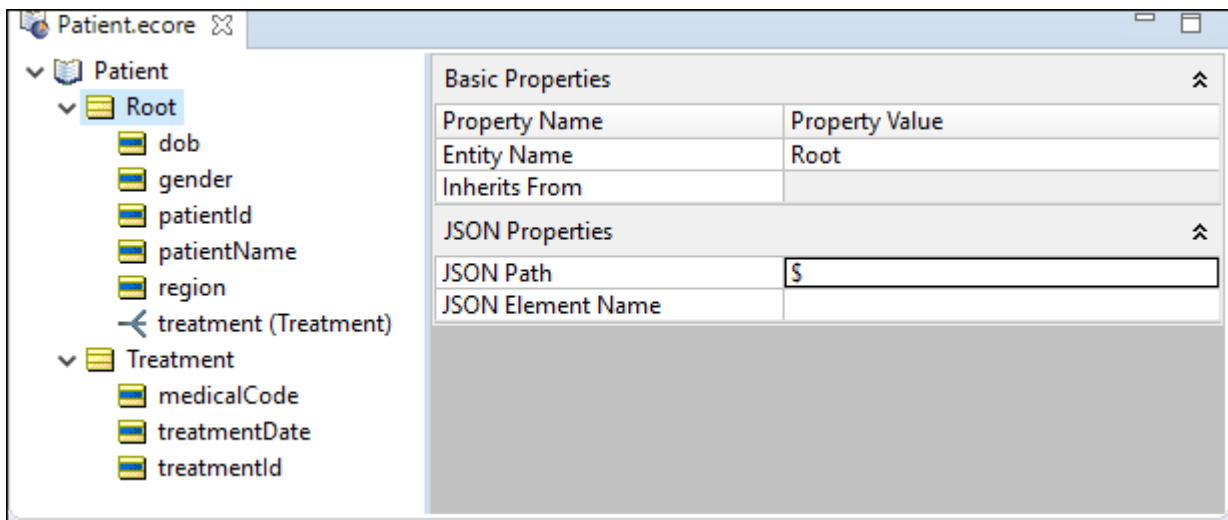 Patient.ecore
Patient
Root
dob
gender
patientId
patientName
region
treatment (Treatment)
Treatment
medicalCode
treatmentDate
treatmentId
Basic Properties
Property Name Property Value
Entity Name Root
Inherits From
JSON Properties
JSON Path $
JSON Element Name